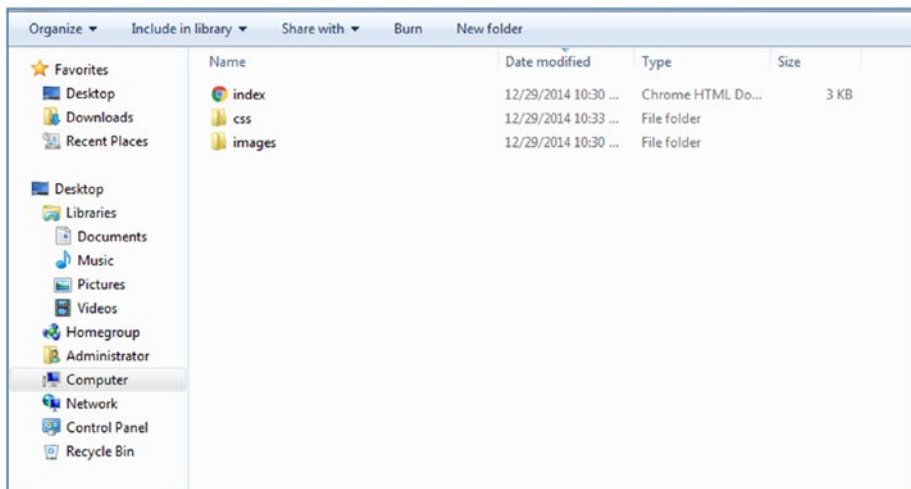 Organize Include in library Share with Burn New folder
Name Date modified Type Size
Favorites
Desktop
Downloads
Recent Places
Desktop
Libraries
Documents
Music
Pictures
Videos
Homegroup
Administrator
Computer
Network
Control Panel
Recycle Bin
index 12/29/2014 10:30 ... Chrome HTML Do... 3 KB
css 12/29/2014 10:33 ... File folder
images 12/29/2014 10:30 ... File folder